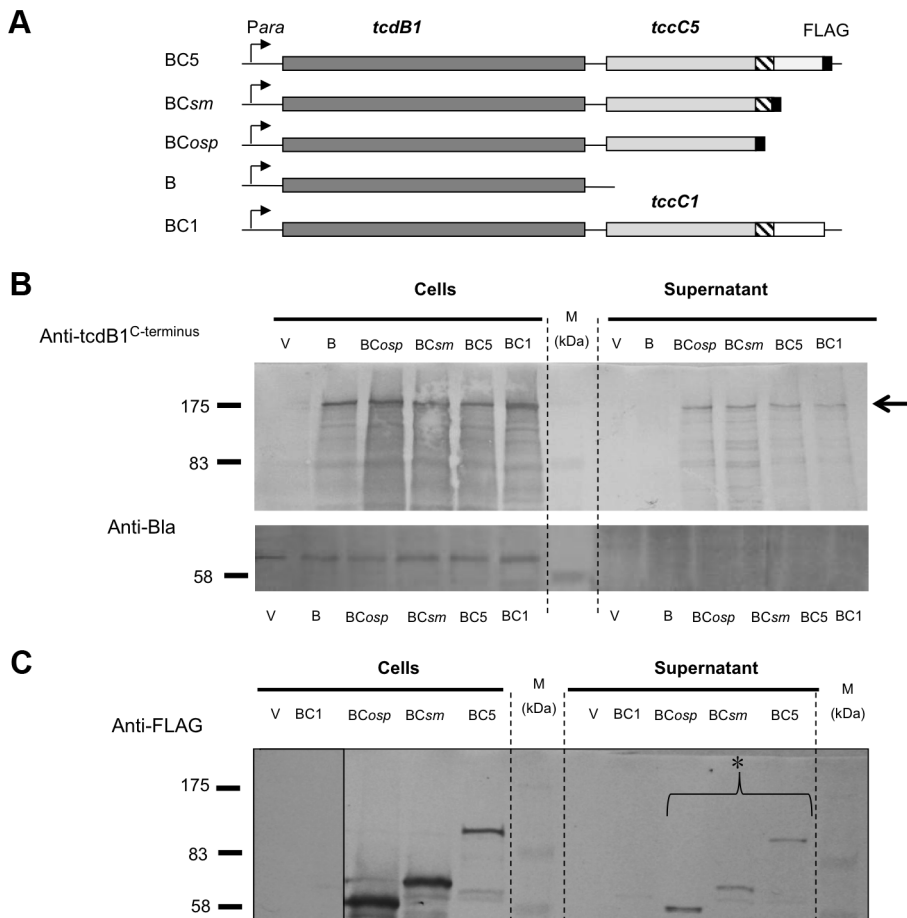 A
Para tcdB1 tccC5 FLAG
BC5
BCsm
BCosp
B
tccC1
BC1
B
Cells Supernatant
Anti-tcdB1C-terminus
M
(kDa)
V B BCosp BCsm BC5 BC1 V B BCosp BCsm BC5 BC1
175
83
Anti-Bla
58
V B BCosp BCsm BC5 BC1 V B BCosp BCsm BC5 BC1
C
Cells Supernatant
M
(kDa)
M
(kDa)
Anti-FLAG
V BC1 BCosp BCsm BC5 V BC1 BCosp BCsm BC5
*
175
83
58